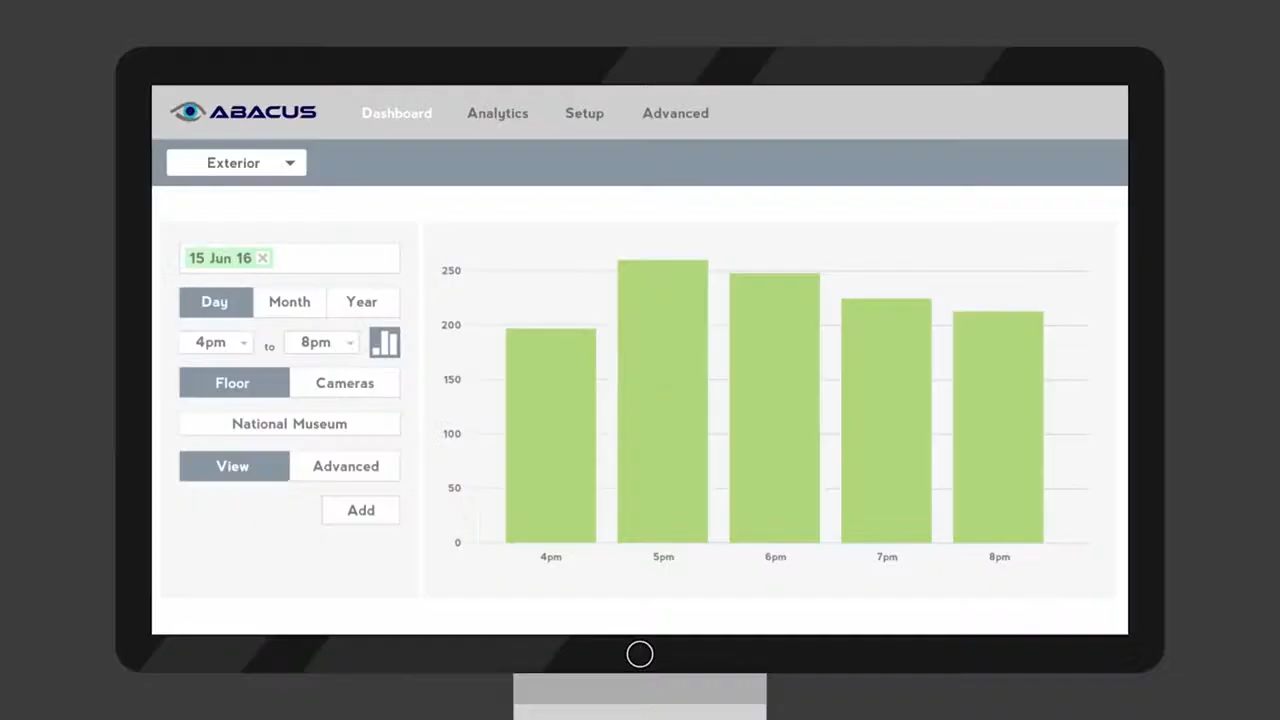 ABACUS Dashboard Analytics Setup Advanced
Exterior
15 Jun 16
Day Month Year
4pm to 8pm
Floor Cameras
National Museum
View Advanced
Add
250
200
150
100
50
0
4pm 5pm 6pm 7pm 8pm